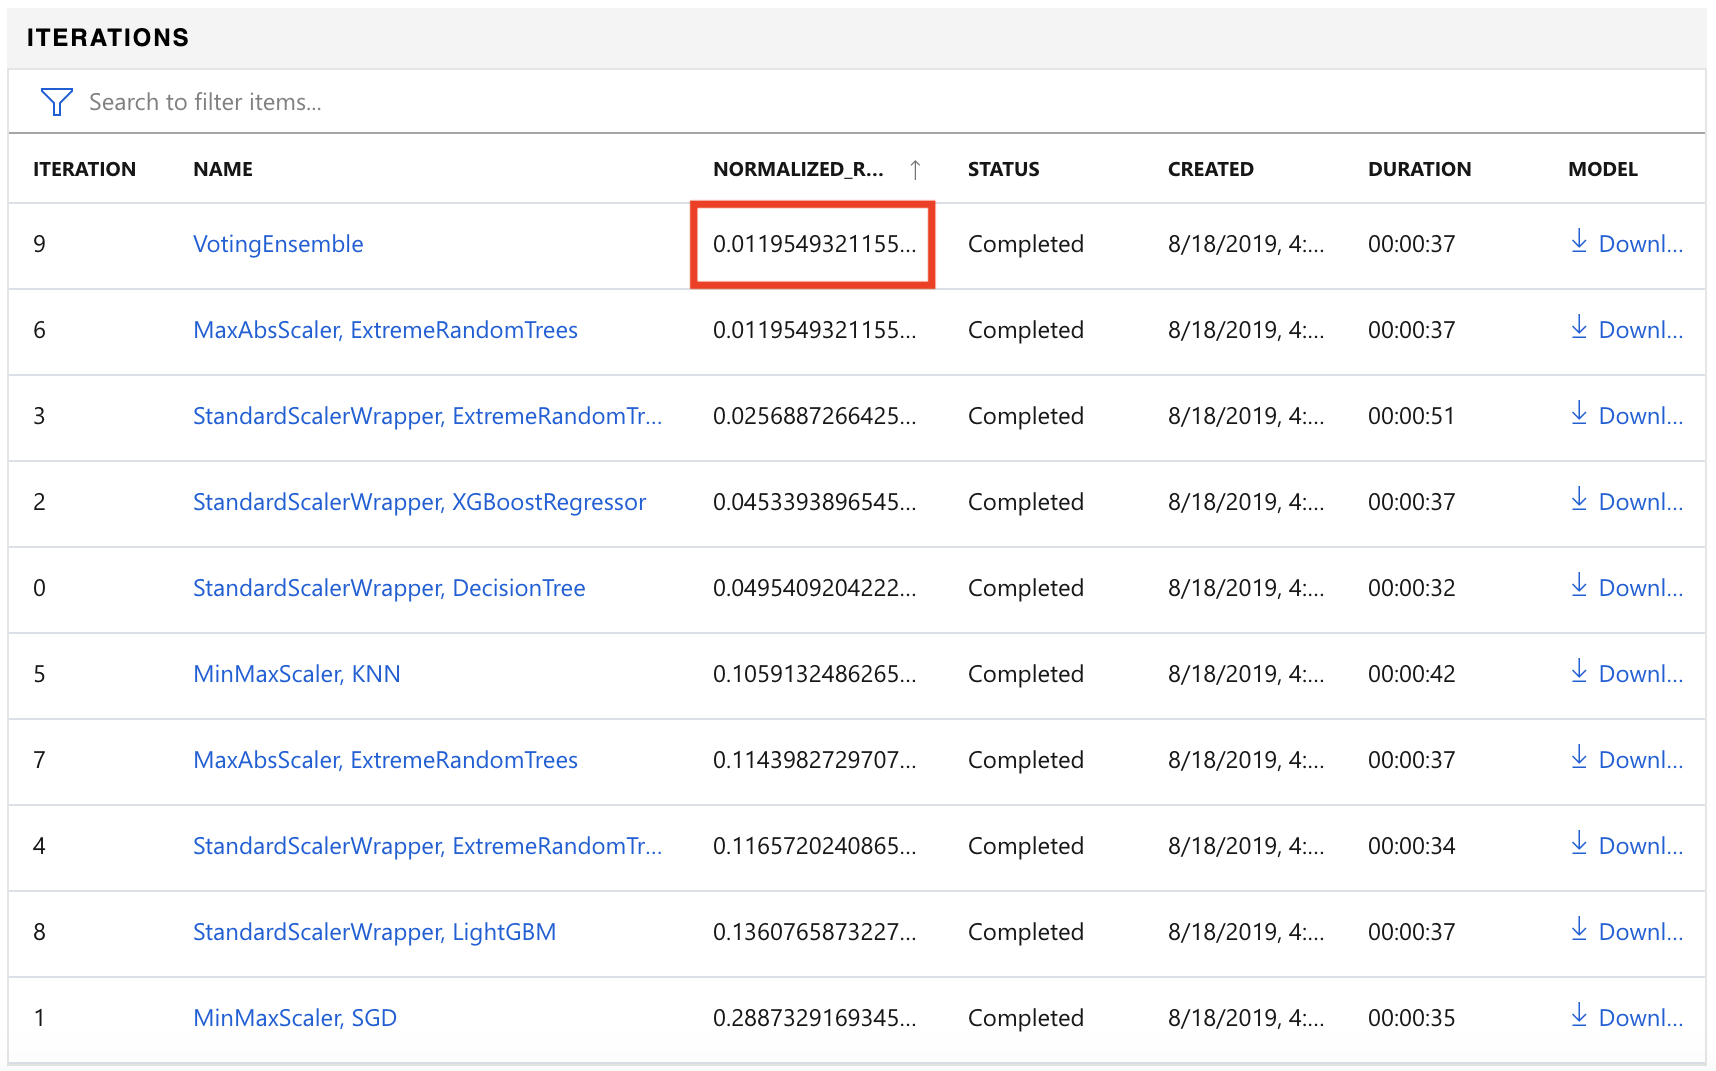 ITERATIONS
Search to filter items...
ITERATION NAME NORMALIZED_R... ↑ STATUS CREATED DURATION MODEL
9 VotingEnsemble 0.0119549321155... Completed 8/18/2019, 4:... 00:00:37 Downl...
6 MaxAbsScaler, ExtremeRandomTrees 0.0119549321155... Completed 8/18/2019, 4:... 00:00:37 Downl...
3 StandardScalerWrapper, ExtremeRandomTr... 0.0256887266425... Completed 8/18/2019, 4:... 00:00:51 Downl...
2 StandardScalerWrapper, XGBoostRegressor 0.0453393896545... Completed 8/18/2019, 4:... 00:00:37 Downl...
0 StandardScalerWrapper, DecisionTree 0.0495409204222... Completed 8/18/2019, 4:... 00:00:32 Downl...
5 MinMaxScaler, KNN 0.1059132486265... Completed 8/18/2019, 4:... 00:00:42 Downl...
7 MaxAbsScaler, ExtremeRandomTrees 0.1143982729707... Completed 8/18/2019, 4:... 00:00:37 Downl...
4 StandardScalerWrapper, ExtremeRandomTr... 0.1165720240865... Completed 8/18/2019, 4:... 00:00:34 Downl...
8 StandardScalerWrapper, LightGBM 0.1360765873227... Completed 8/18/2019, 4:... 00:00:37 Downl...
1 MinMaxScaler, SGD 0.2887329169345... Completed 8/18/2019, 4:... 00:00:35 Downl...